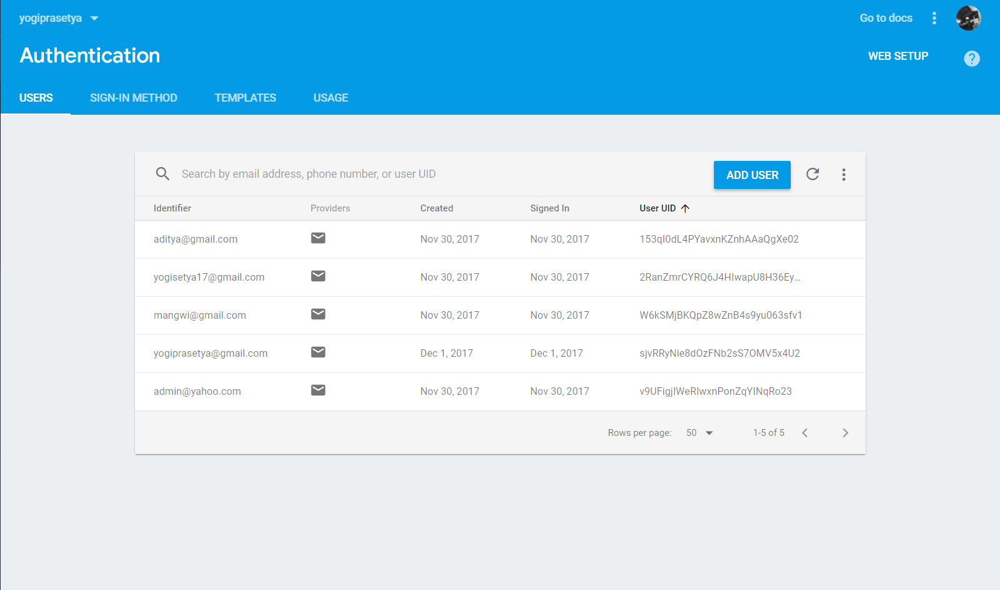 yogiprasetya
Go to docs
Authentication
WEB SETUP
?
USERS SIGN-IN METHOD TEMPLATES USAGE
Search by email address, phone number, or user UID
ADD USER
Identifier Providers Created Signed In User UID
aditya@gmail.com Nov 30, 2017 Nov 30, 2017 153ql0dL4PYavxnKZnhAAaQgXe02
yogisetya17@gmail.com Nov 30, 2017 Nov 30, 2017 2RanZmrCYRQ6J4HIwapU8H36Ey...
mangwi@gmail.com Nov 30, 2017 Nov 30, 2017 W6kSMjBKQpZ8wZnB4s9yu063sfv1
yogiprasetya@gmail.com Dec 1, 2017 Dec 1, 2017 sjvRRyNie8dOzFNb2sS7OMV5x4U2
admin@yahoo.com Nov 30, 2017 Nov 30, 2017 v9UFigjIWeRlwxnPonZqYINqRo23
Rows per page: 50 1-5 of 5